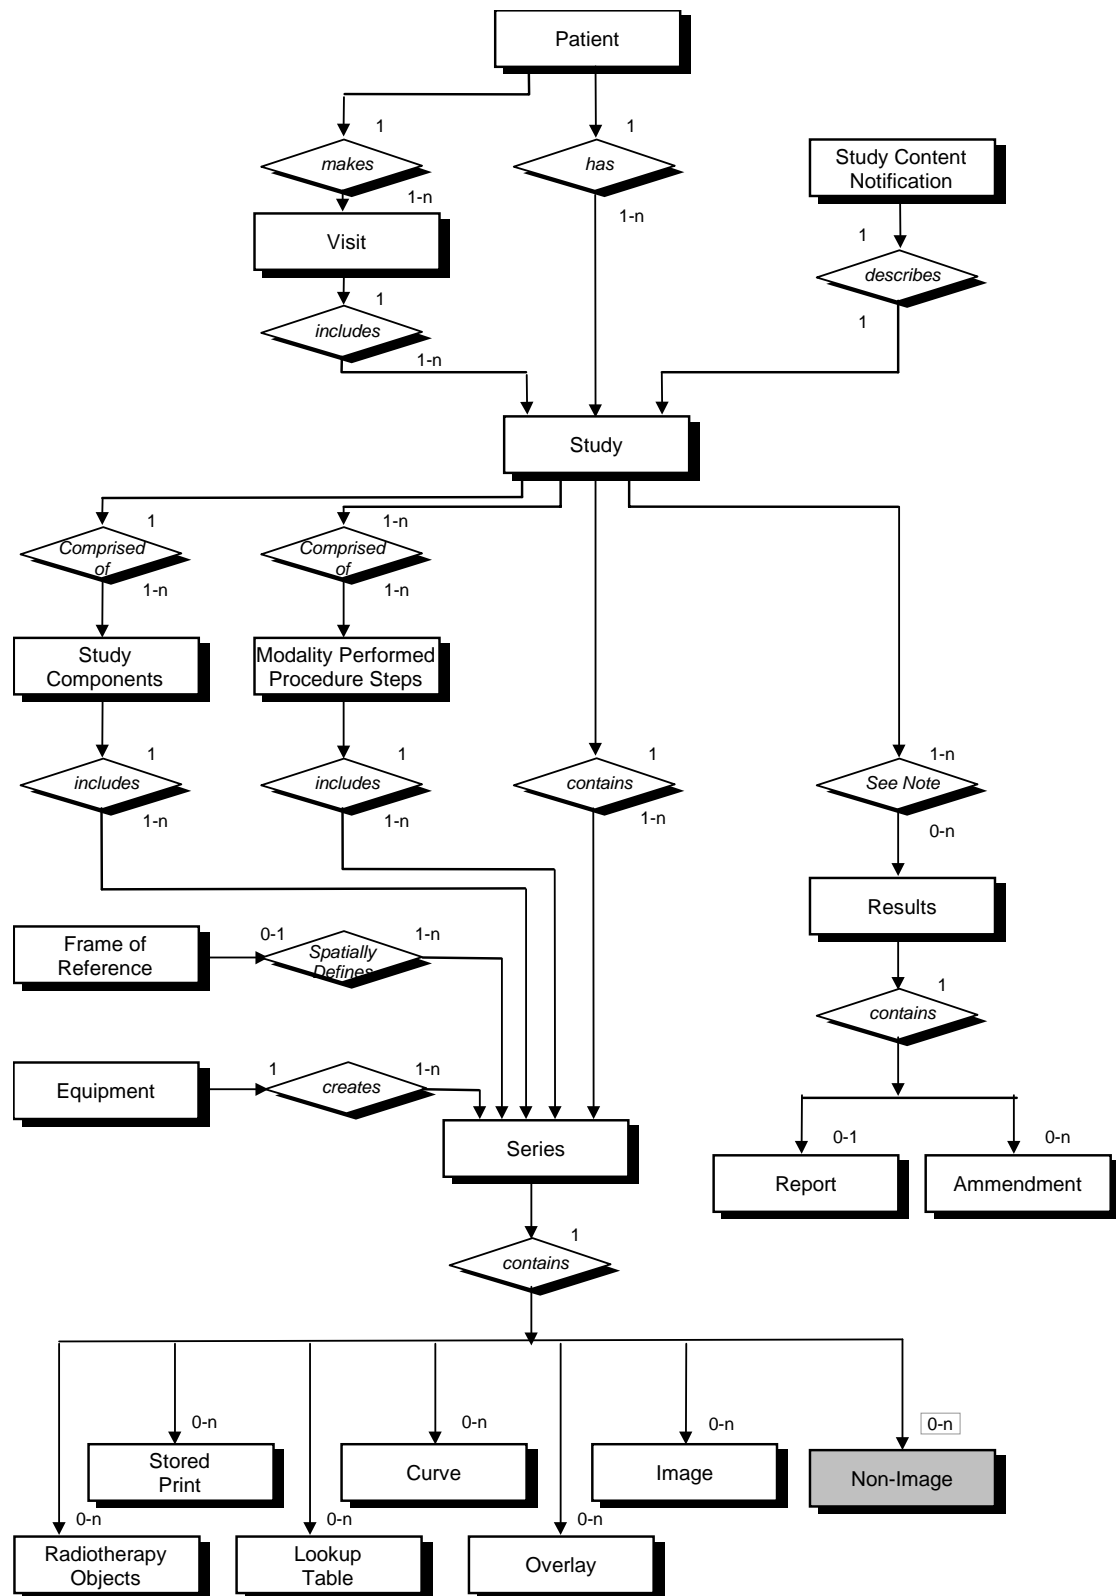 Patient
1
1
makes
has
Study Content
Notification
1-n
1-n
Visit
1
describes
1
includes
1
1-n
Study
1
1-n
Comprised
of
Comprised
of
1-n
1-n
Study
Components
Modality Performed
Procedure Steps
1
1
1
1-n
includes
includes
contains
See Note
1-n
1-n
1-n
0-n
Results
Frame of
Reference
0-1
Spatially
Defines
1-n
1
contains
Equipment
1
creates
1-n
Series
0-1
0-n
Report
Ammendment
1
contains
0-n
0-n
0-n
0-n
Stored
Print
Curve
Image
Non-Image
0-n
0-n
0-n
Radiotherapy
Objects
Lookup
Table
Overlay